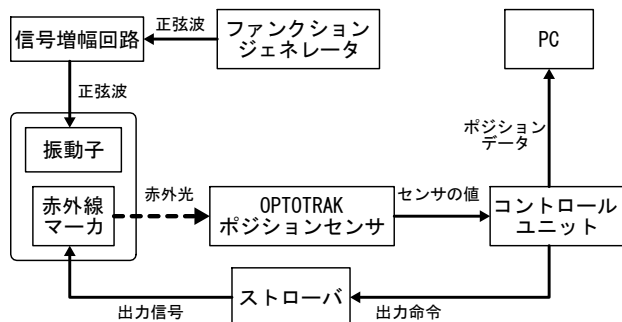 信号増幅回路
正弦波
ファンクション
ジェネレータ
PC
正弦波
ポジション
データ
振動子
赤外線
マーカ
赤外光
OPTOTRAK
ポジションセンサ
センサの値
コントロール
ユニット
ストローバ
出力信号
出力命令